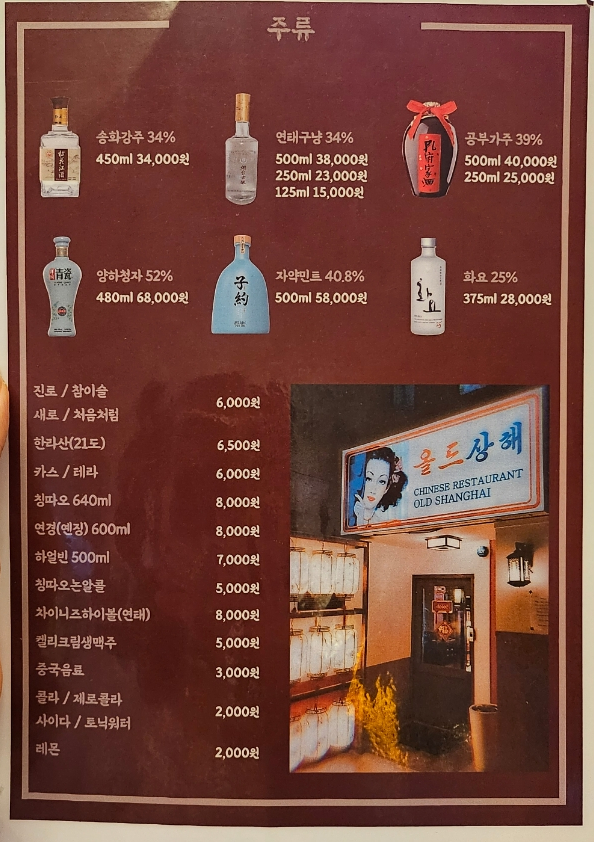 주류
송화강주 34%
450ml 34,000원
연태구냥 34%
500ml 38,000원
250ml 23,000원
125ml 15,000원
공부가주 39%
500ml 40,000원
250ml 25,000원
양하청자 52%
480ml 68,000원
자약민트 40.8%
500ml 58,000원
화요 25%
375ml 28,000원
青瓷
子約
孔府家酒
화요
진로 / 참이슬
새로 / 처음처럼 6,000원
한라산(21도) 6,500원
카스 / 테라 6,000원
칭따오 640ml 8,000원
연경(옌징) 600ml 8,000원
하얼빈 500ml 7,000원
칭따오논알콜 5,000원
차이니즈하이볼(연태) 8,000원
켈리크림생맥주 5,000원
중국음료 3,000원
콜라 / 제로콜라
사이다 / 토닉워터 2,000원
레몬 2,000원
올드상해
CHINESE RESTAURANT
OLD SHANGHAI